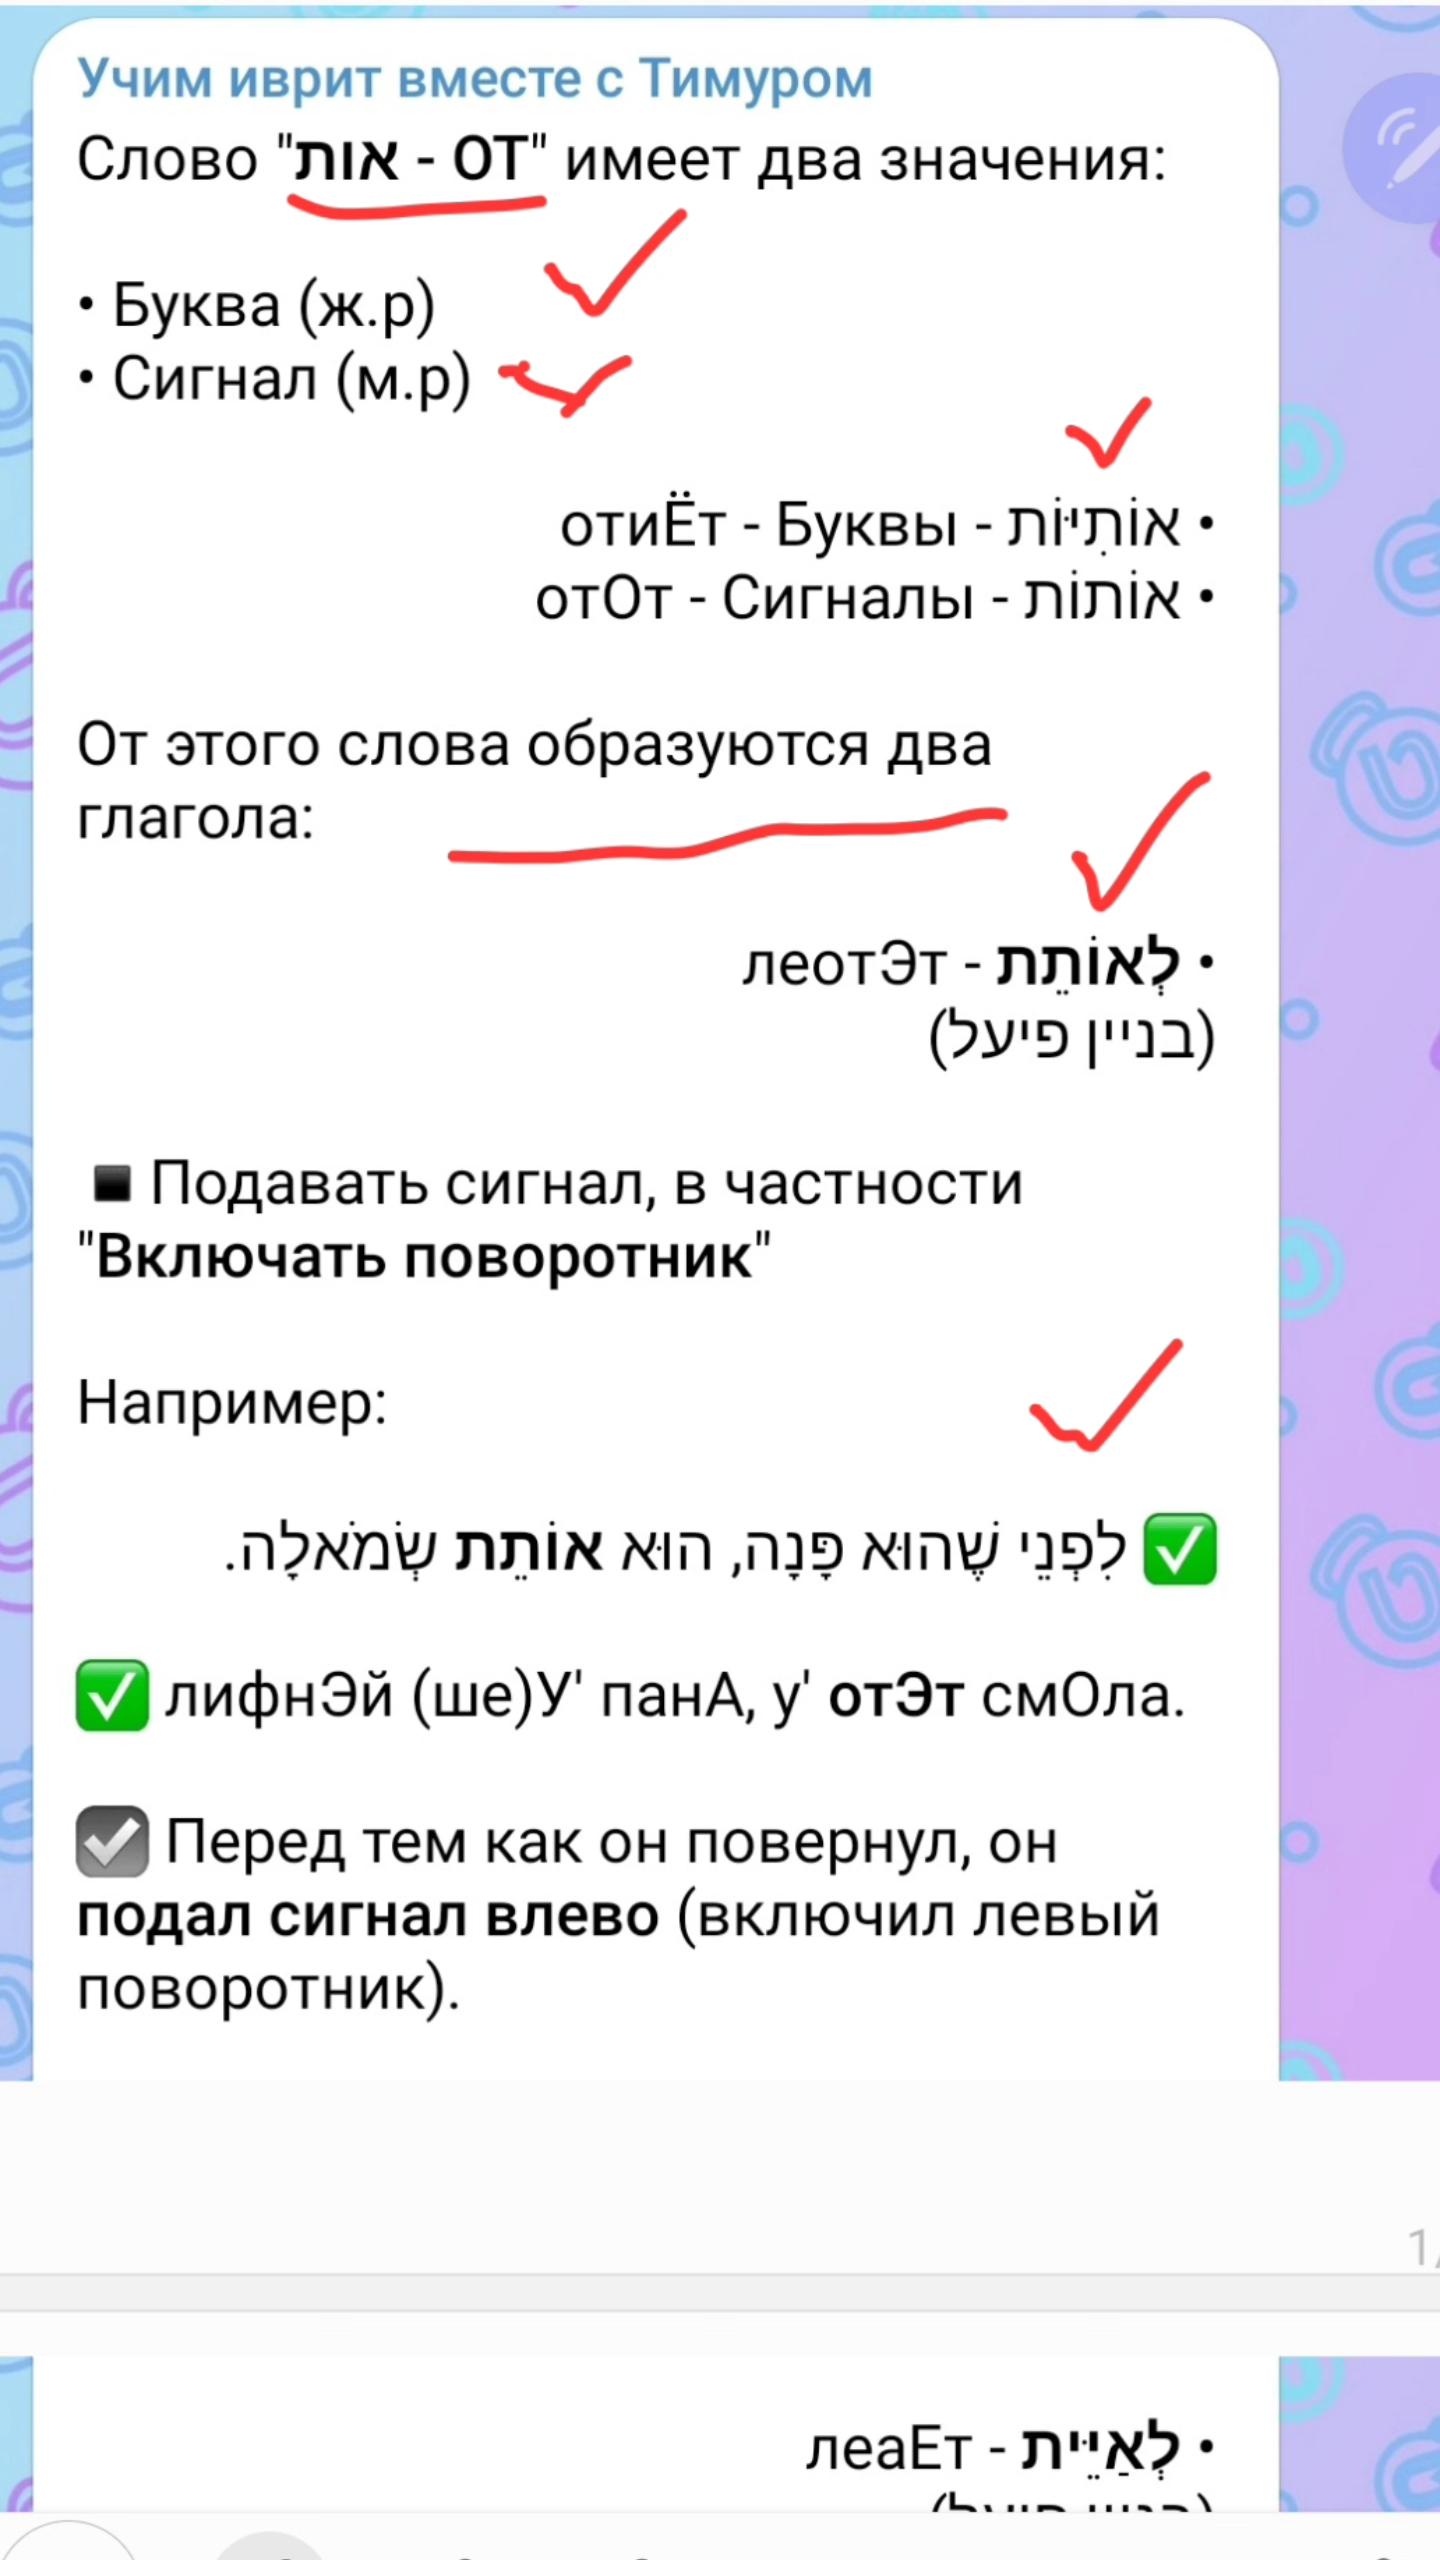 Учим иврит вместе с Тимуром
Слово "אות - ОТ" имеет два значения:
• Буква (ж.р)
• Сигнал (м.р)
• אוֹתִיּוֹת - Буквы - отиЁт
• אוֹתוֹת - Сигналы - отОт
От этого слова образуются два
глагола:
• לְאוֹתֵת - леотЭт
(בניין פיעל)
◾ Подавать сигнал, в частности
"Включать поворотник"
Например:
✅ לִפְנֵי שֶׁהוּא פָּנָה, הוּא אוֹתֵת שְׂמֹאלָה.
✅ лифнЭй (ше)У' панА, у' отЭт смОла.
☑ Перед тем как он повернул, он
подал сигнал влево (включил левый
поворотник).
• לְאַיֵּית - леаЕт